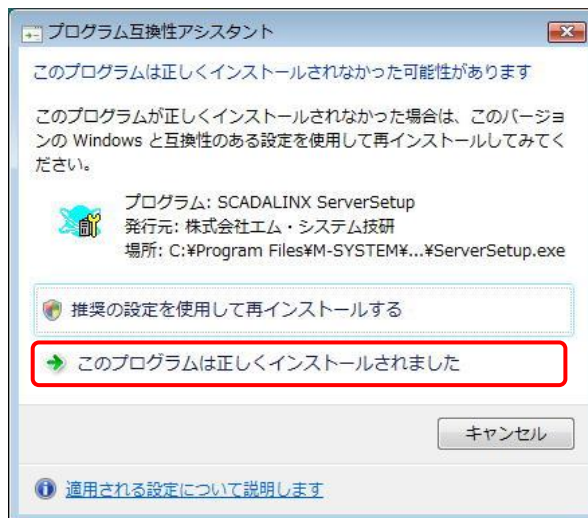 プログラム互換性アシスタント
このプログラムは正しくインストールされなかった可能性があります
このプログラムが正しくインストールされなかった場合は、このバージョ
ンの Windows と互換性のある設定を使用して再インストールしてみてく
ださい。
プログラム: SCADALINX ServerSetup
発行元: 株式会社エム・システム技研
場所: C:¥Program Files¥M-SYSTEM¥...¥ServerSetup.exe
推奨の設定を使用して再インストールする
このプログラムは正しくインストールされました
キャンセル
適用される設定について説明します